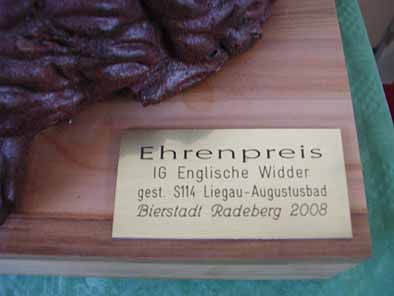 Ehrenpreis
IG Englische Widder
gest. S114 Liegau-Augustusbad
Bierstadt Radeberg 2008